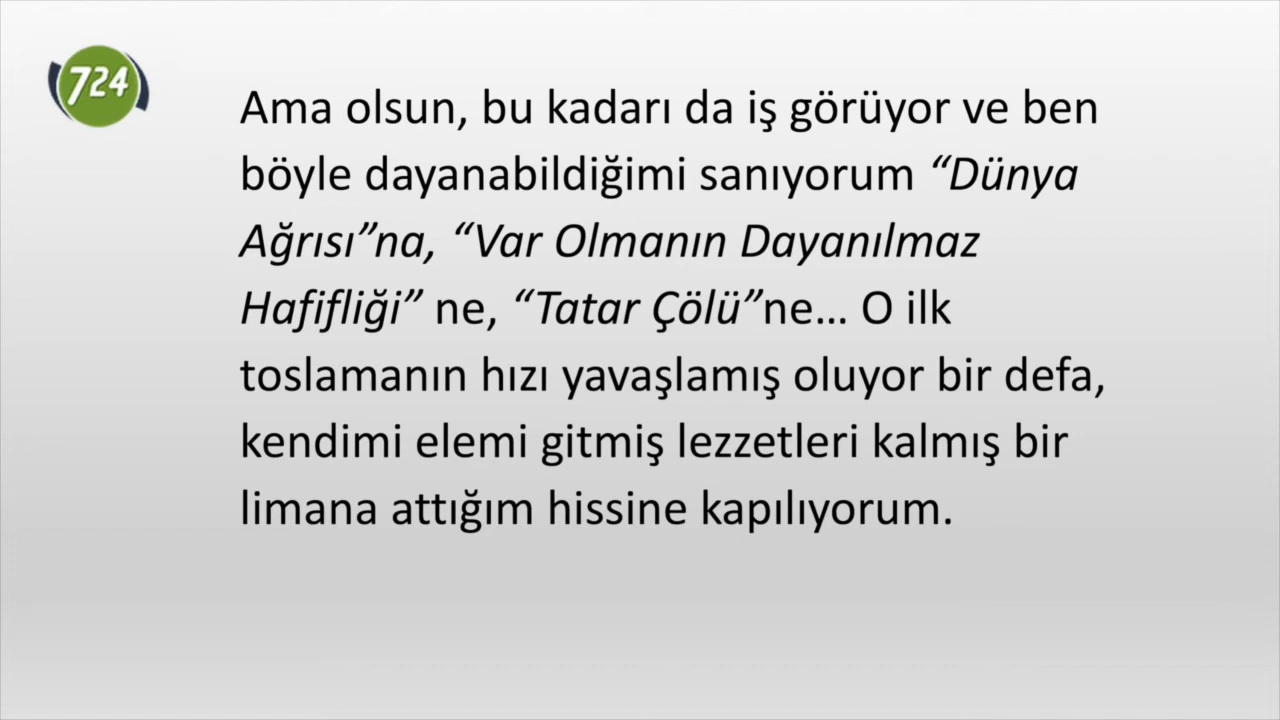 724
Ama olsun, bu kadarı da iş görüyor ve ben
böyle dayanabildiğimi sanıyorum “Dünya
Ağrısı”na, “Var Olmanın Dayanılmaz
Hafifliği” ne, “Tatar Çölü”ne... O ilk
toslamanın hızı yavaşlamış oluyor bir defa,
kendimi elemi gitmiş lezzetleri kalmış bir
limana attığım hissine kapılıyorum.